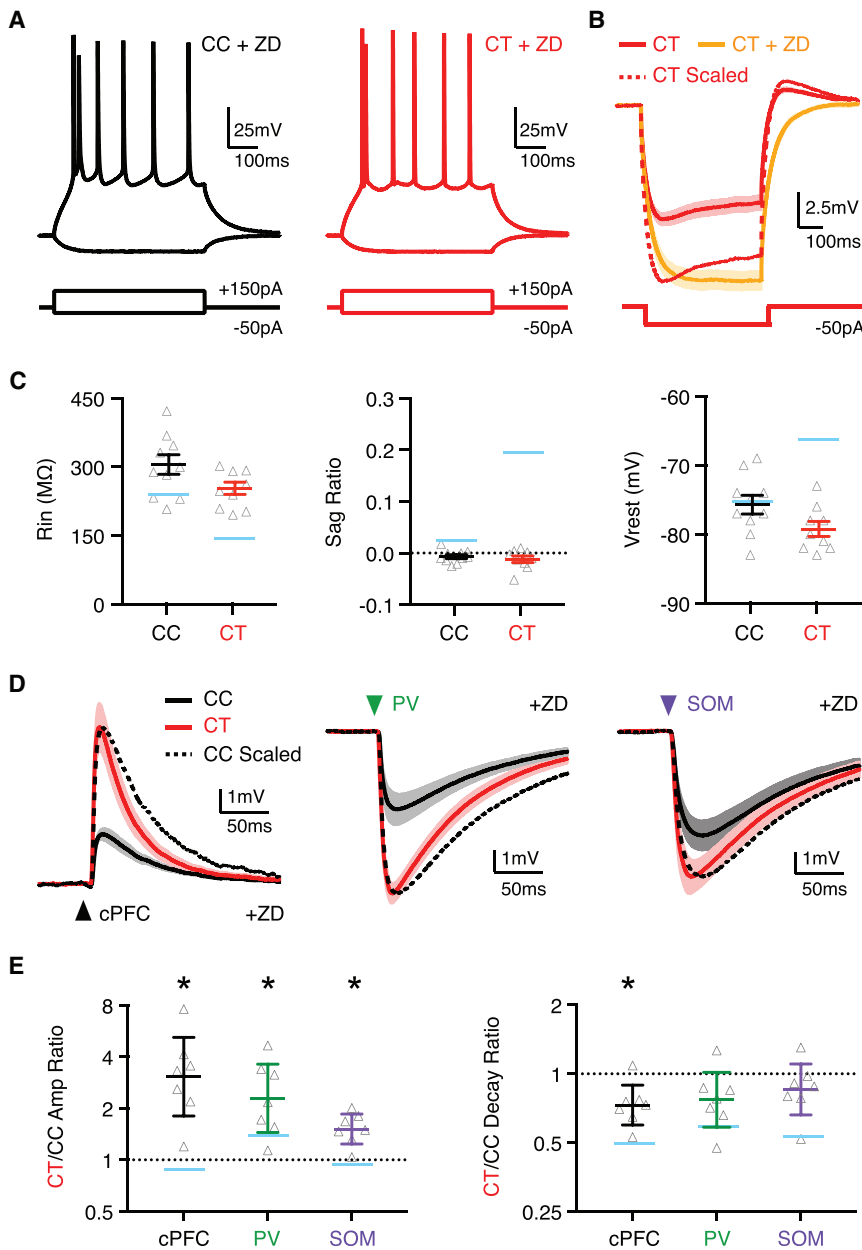 A
CC + ZD
25mV
100ms
+150pA
-50pA
CT + ZD
25mV
100ms
+150pA
-50pA
B
CT
CT + ZD
CT Scaled
2.5mV
100ms
-50pA
C
Rin (MΩ)
450
300
150
0
CC
CT
Sag Ratio
0.3
0.2
0.1
0.0
-0.1
CC
CT
Vrest (mV)
-60
-70
-80
-90
CC
CT
D
CC
CT
CC Scaled
1mV
50ms
cPFC
+ZD
PV
+ZD
1mV
50ms
SOM
+ZD
1mV
50ms
E
CT/CC Amp Ratio
8
4
2
1
0.5
* * *
cPFC
PV
SOM
CT/CC Decay Ratio
2
1
0.5
0.25
*
cPFC
PV
SOM